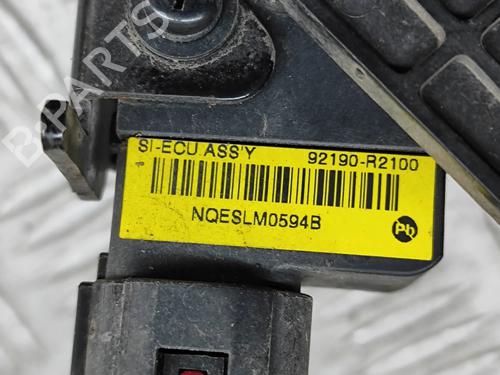 B-PARTS
SI-ECU ASS'Y 92190-R2100
NQESLM0594B
Pb